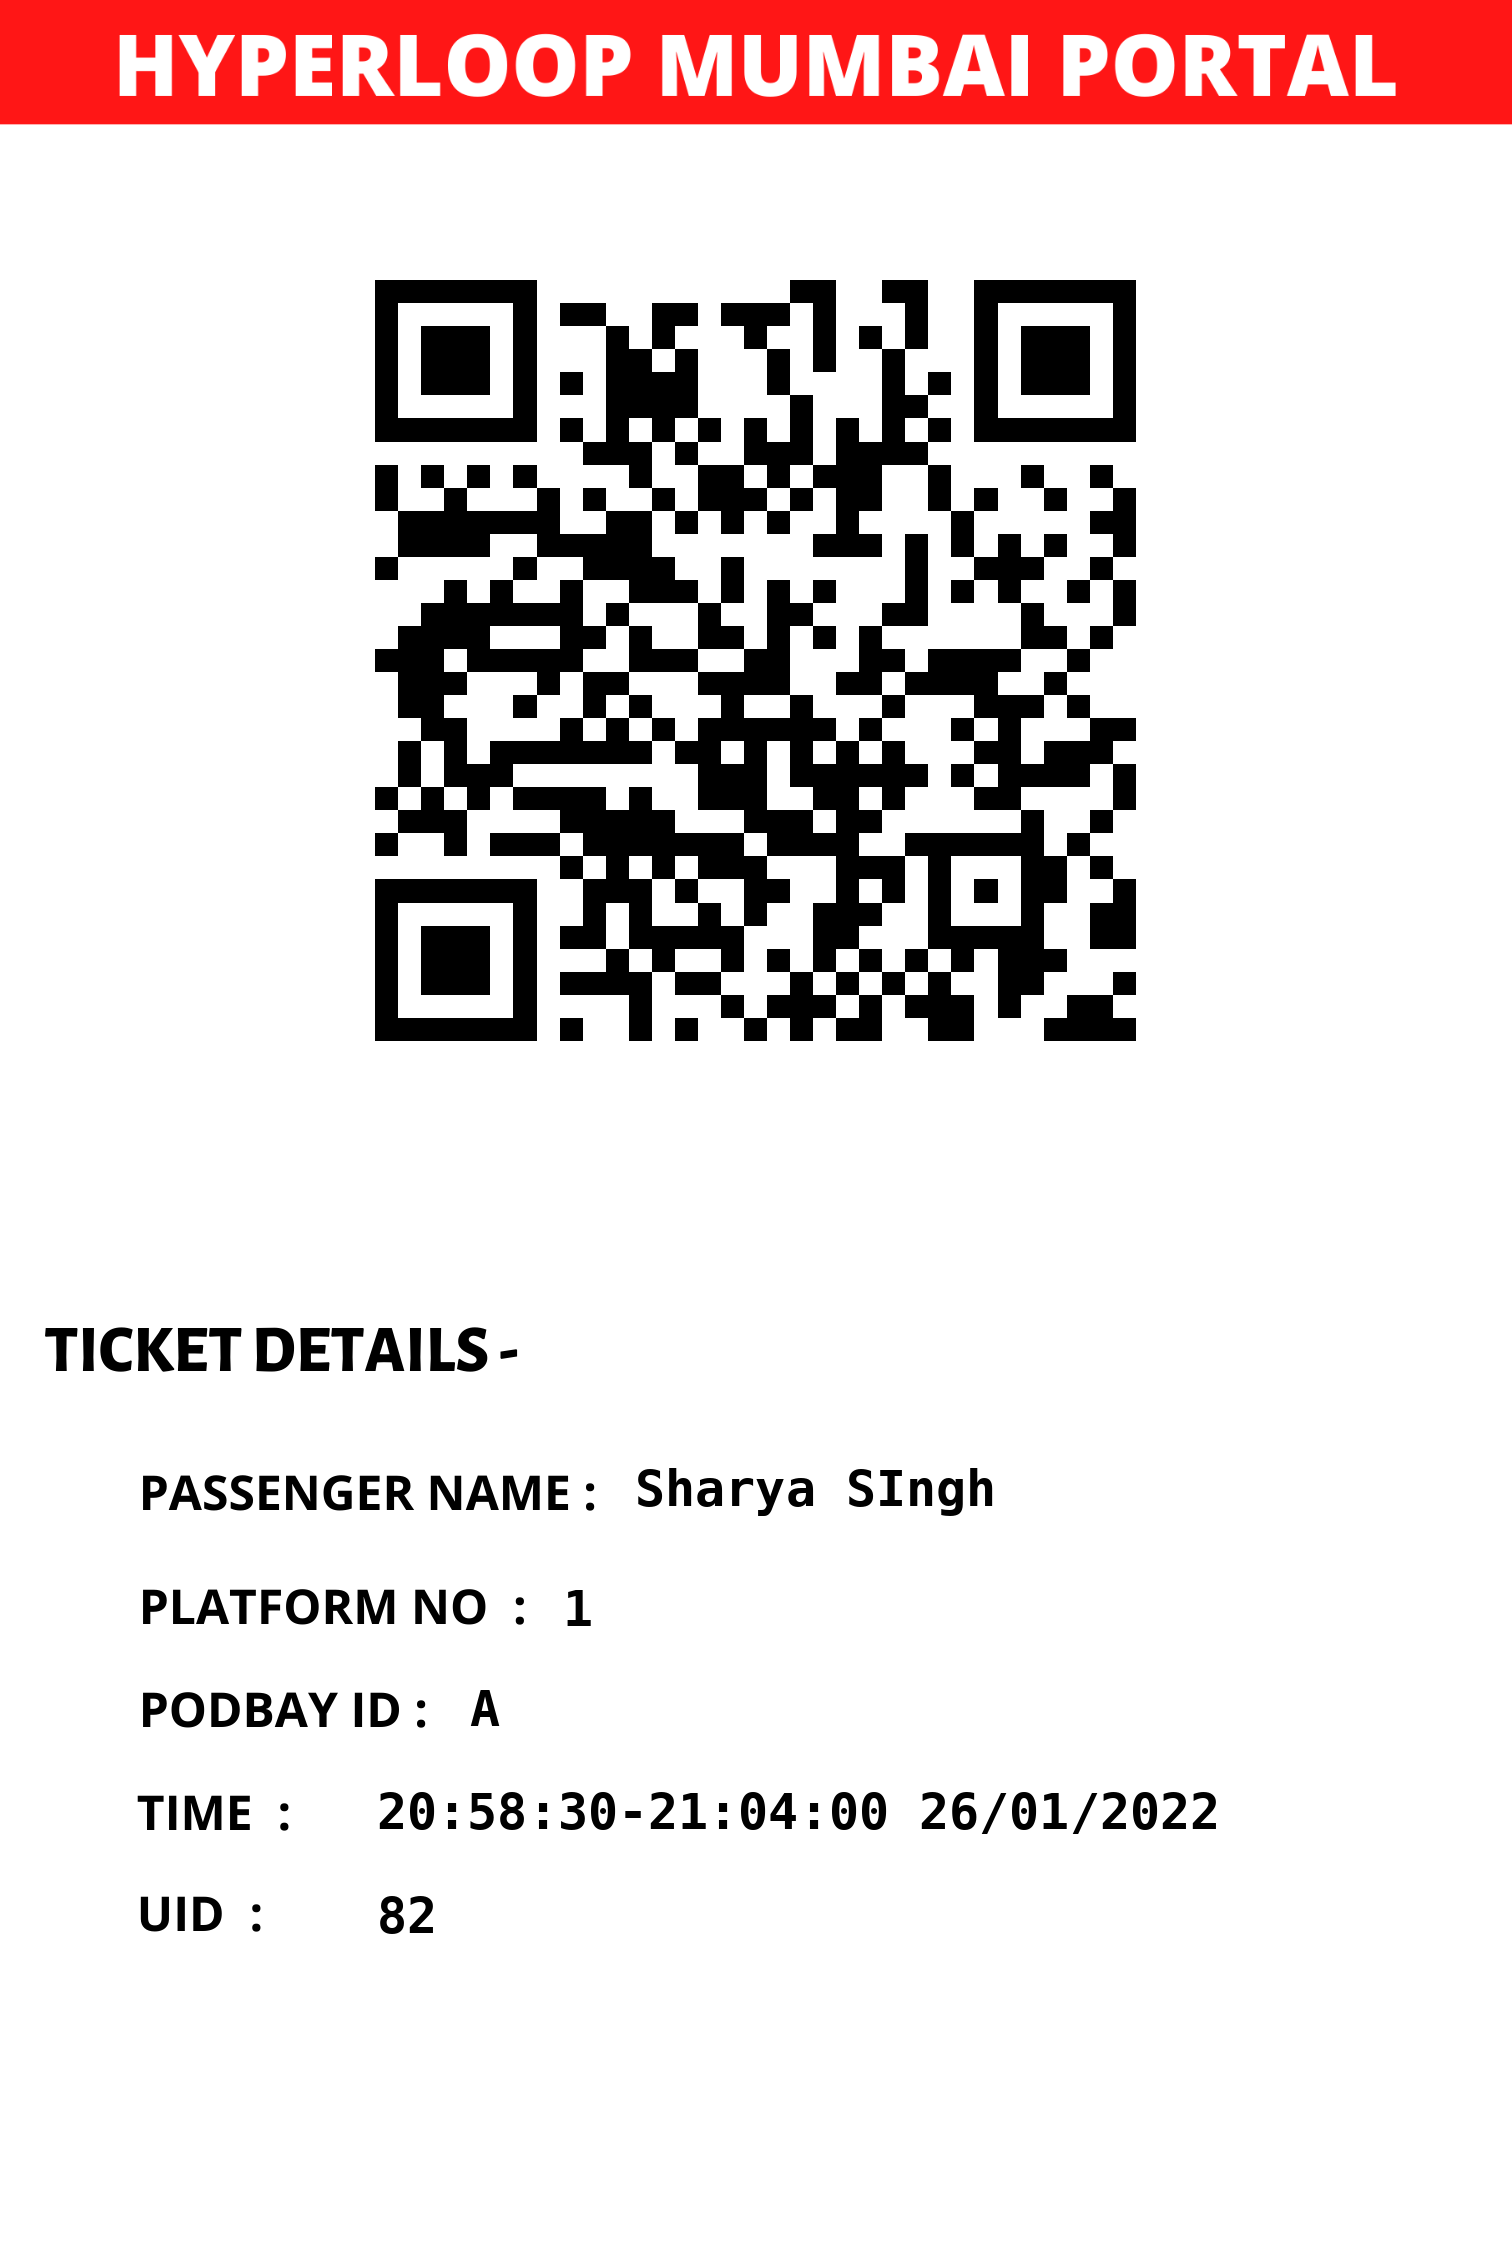 HYPERLOOP MUMBAI PORTAL
TICKET DETAILS -
PASSENGER NAME : Sharya SIngh
PLATFORM NO : 1
PODBAY ID : A
TIME : 20:58:30-21:04:00 26/01/2022
UID : 82